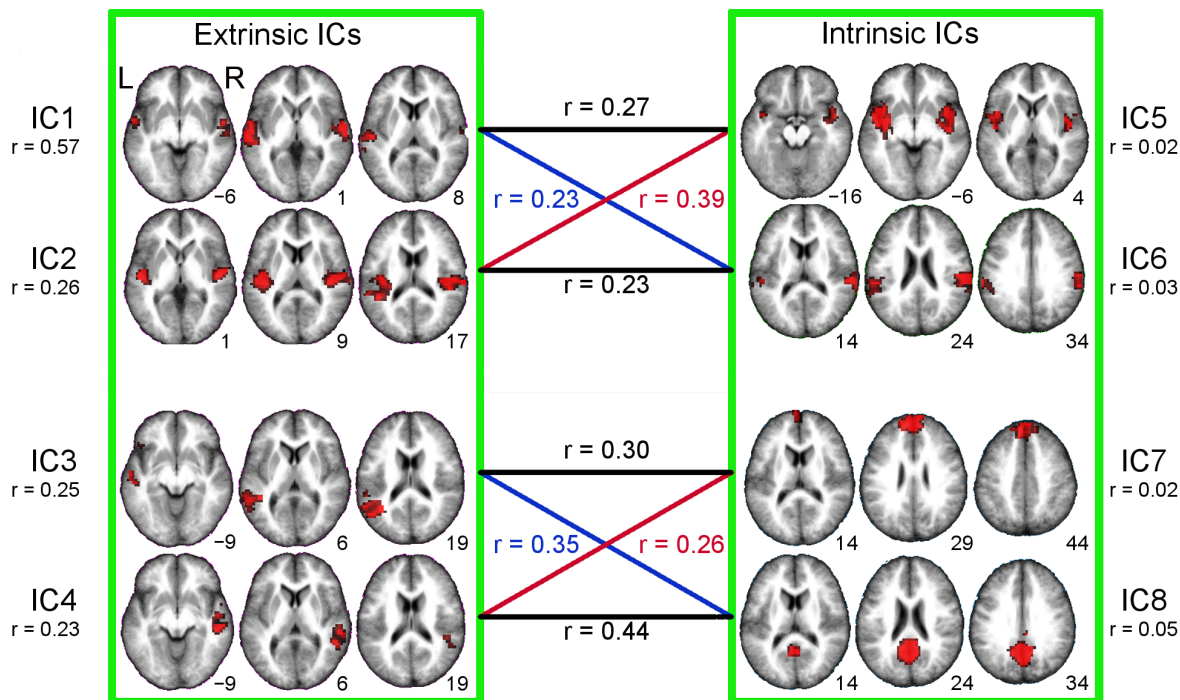 Extrinsic ICs
Intrinsic ICs
L
R
IC1
r = 0.57
−6
1
8
r = 0.27
IC5
r = 0.02
−16
−6
4
r = 0.23
r = 0.39
IC2
r = 0.26
1
9
17
r = 0.23
IC6
r = 0.03
14
24
34
IC3
r = 0.25
−9
6
19
r = 0.30
IC7
r = 0.02
14
29
44
r = 0.35
r = 0.26
IC4
r = 0.23
−9
6
19
r = 0.44
IC8
r = 0.05
14
24
34